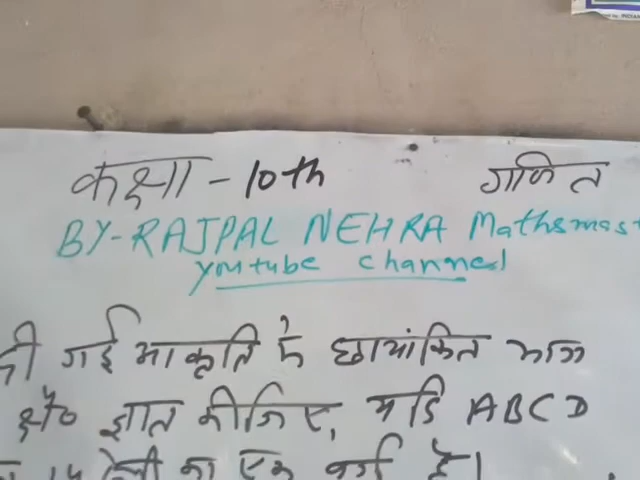 कक्षा - 10th गणित
BY-RAJPAL NEHRA Mathsmast
youtube channel
गई आकृति के छायांकित भाग
क्षे० ज्ञात कीजिए, यदि ABCD
14 सेमी का एक वर्ग है।